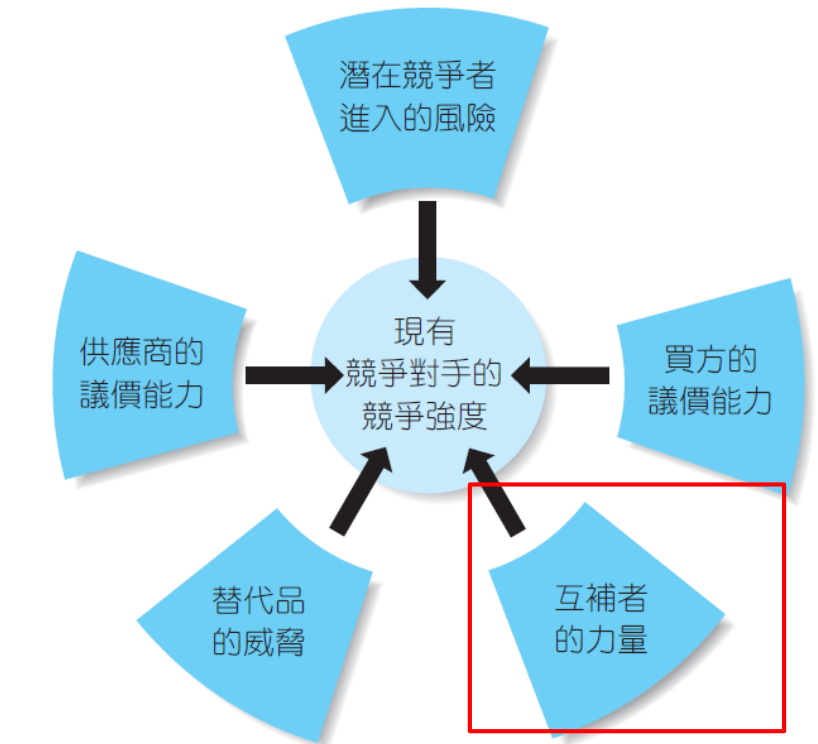 潛在競爭者
進入的風險
現有
競爭對手的
競爭強度
供應商的
議價能力
買方的
議價能力
替代品
的威脅
互補者
的力量